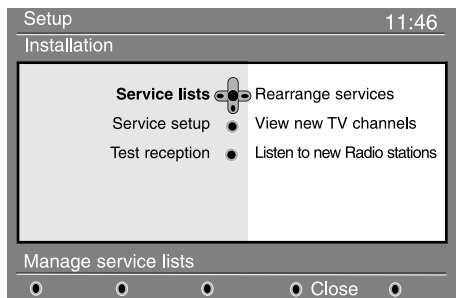 Setup 11:46
Installation
Service lists Rearrange services
Service setup View new TV channels
Test reception Listen to new Radio stations
Manage service lists
Close